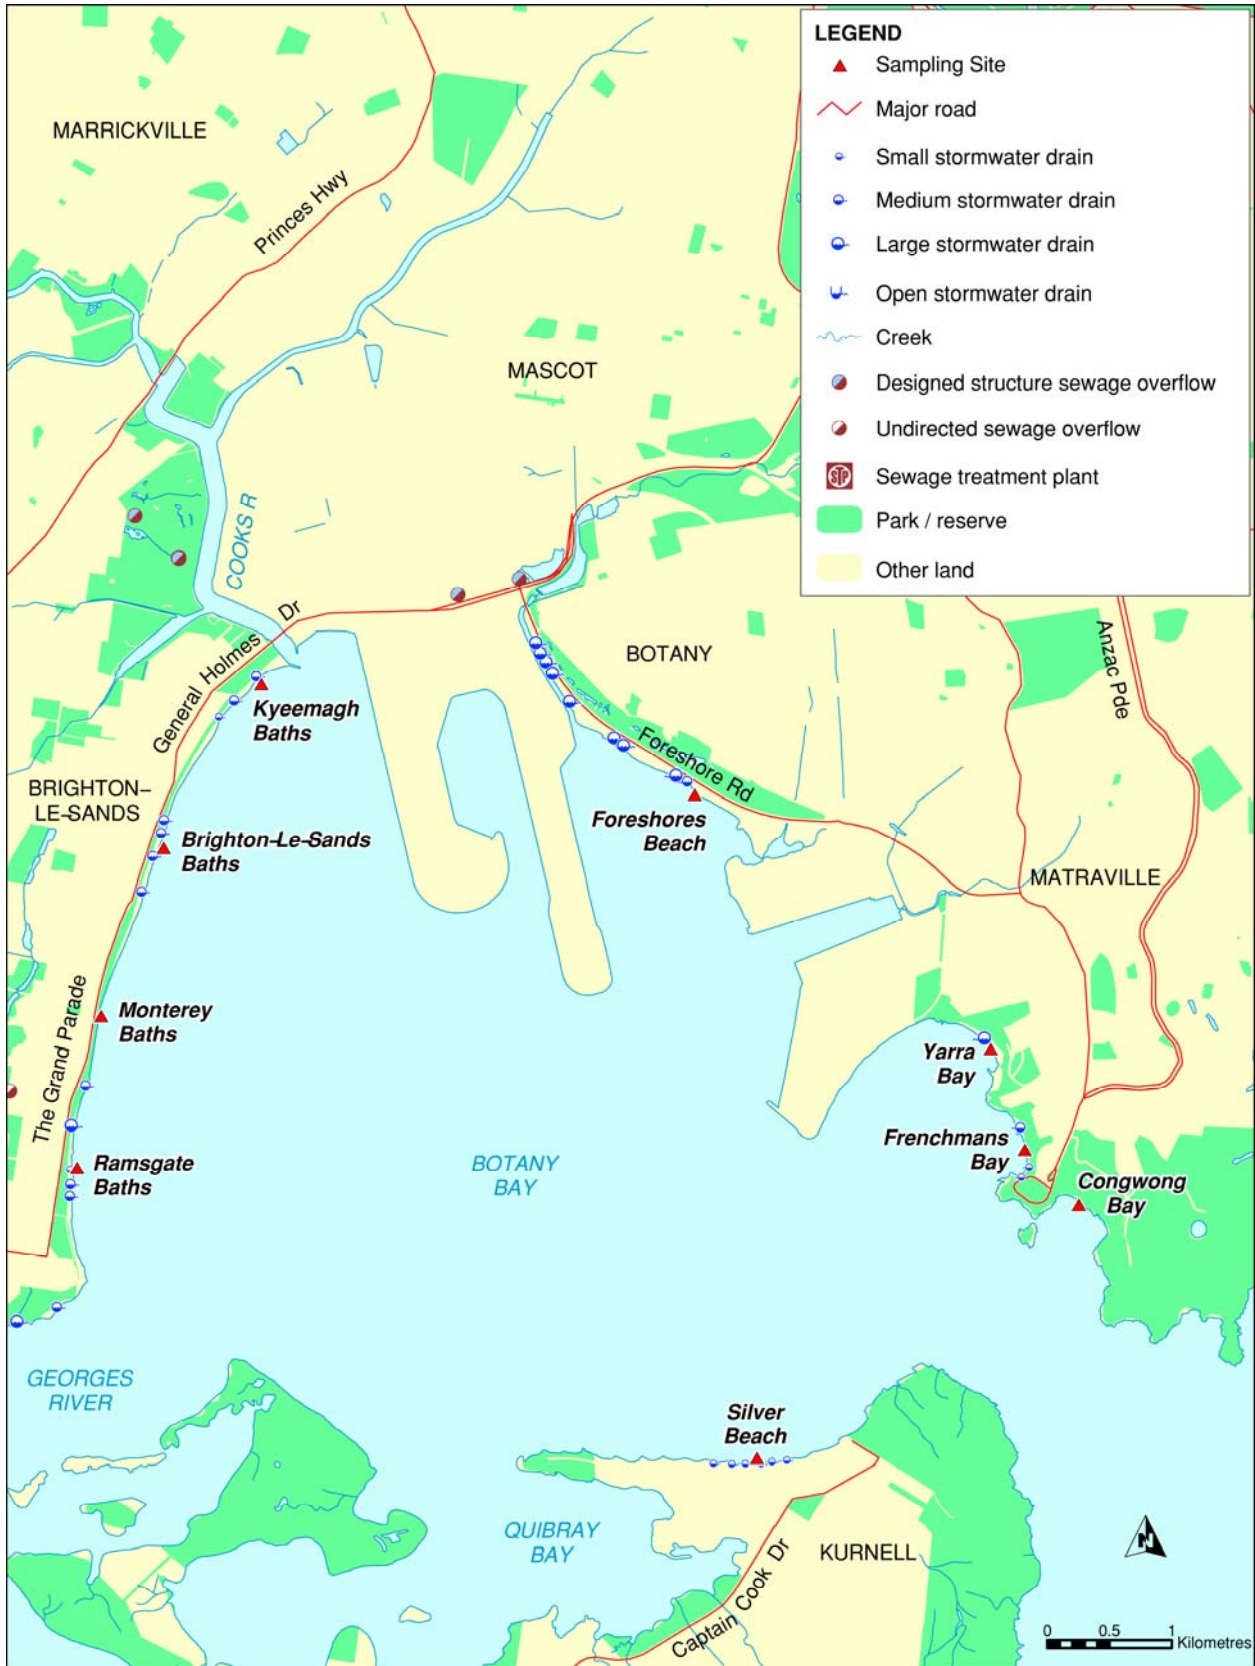 LEGEND
Sampling Site
Major road
Small stormwater drain
Medium stormwater drain
Large stormwater drain
Open stormwater drain
Creek
Designed structure sewage overflow
Undirected sewage overflow
STP
Sewage treatment plant
Park / reserve
Other land
MARRICKVILLE
Princes Hwy
MASCOT
COOKS R
General Holmes Dr
BOTANY
Anzac Pde
Kyeemagh
Baths
Foreshore Rd
BRIGHTON-
LE-SANDS
Brighton-Le-Sands
Baths
Foreshores
Beach
MATRAVILLE
The Grand Parade
Monterey
Baths
Yarra
Bay
Frenchmans
Bay
Ramsgate
Baths
BOTANY
BAY
Congwong
Bay
GEORGES
RIVER
Silver
Beach
QUIBRAY
BAY
Captain Cook Dr
KURNELL
N
0 0.5 1
Kilometres